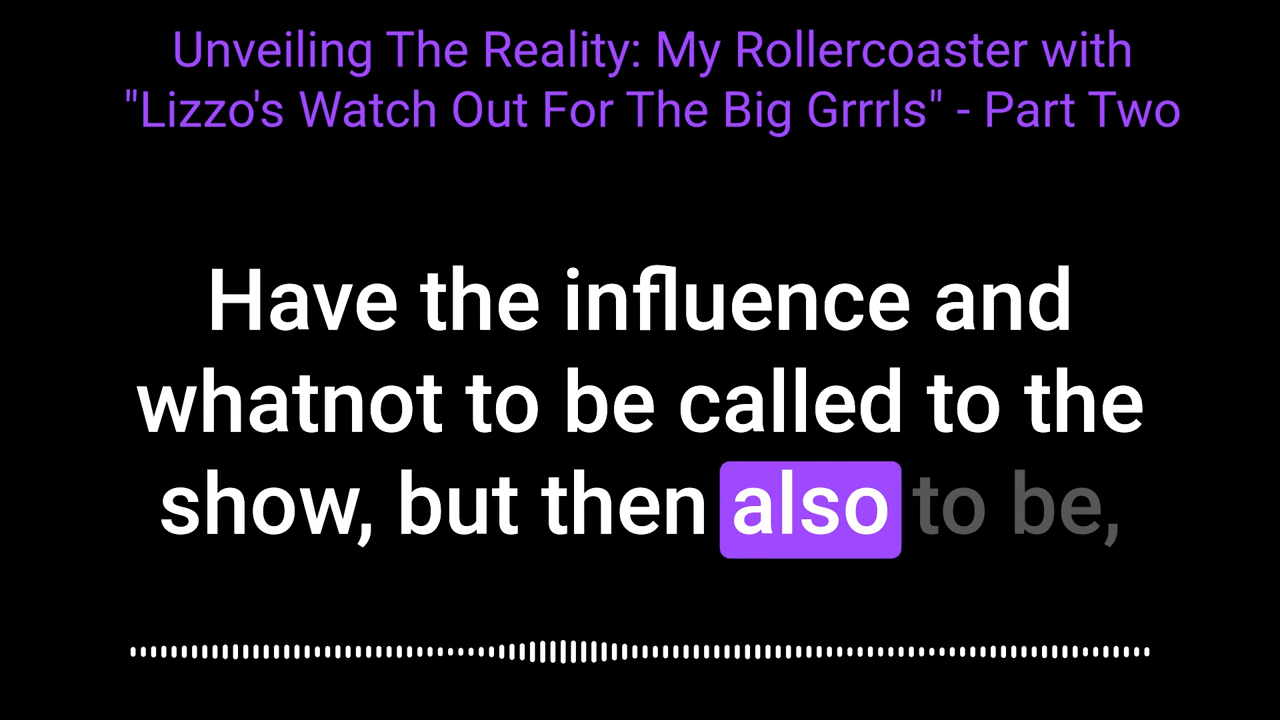 Unveiling The Reality: My Rollercoaster with
"Lizzo's Watch Out For The Big Grrrls" - Part Two
Have the influence and
whatnot to be called to the
show, but then also to be,